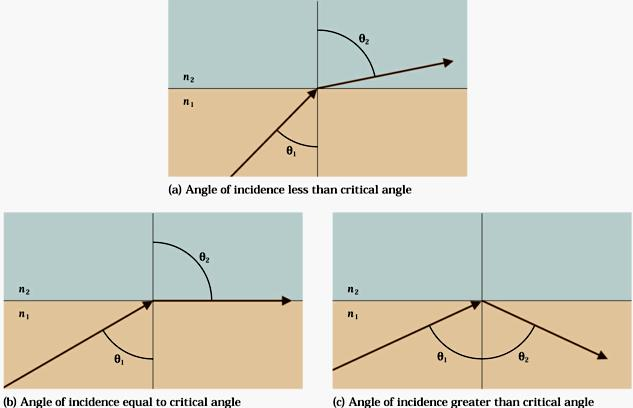 θ₂
n₂
n₁
θ₁
(a) Angle of incidence less than critical angle
θ₂
n₂
n₁
θ₁
(b) Angle of incidence equal to critical angle
n₂
n₁
θ₁
θ₂
(c) Angle of incidence greater than critical angle